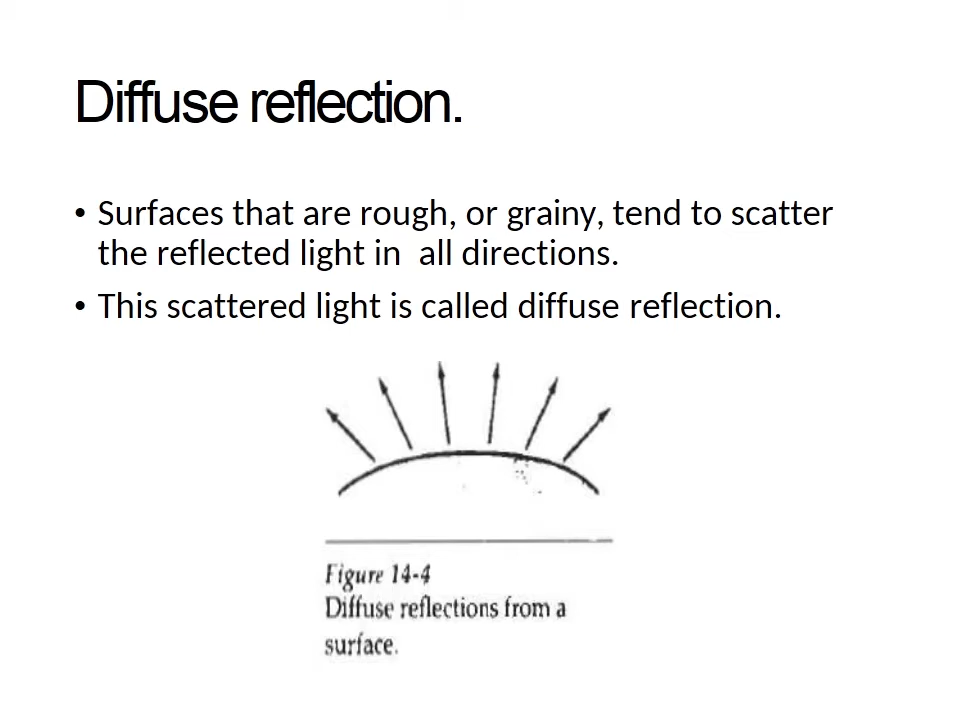 Diffuse reflection.
• Surfaces that are rough, or grainy, tend to scatter
the reflected light in  all directions.
• This scattered light is called diffuse reflection.
Figure 14-4
Diffuse reflections from a
surface.